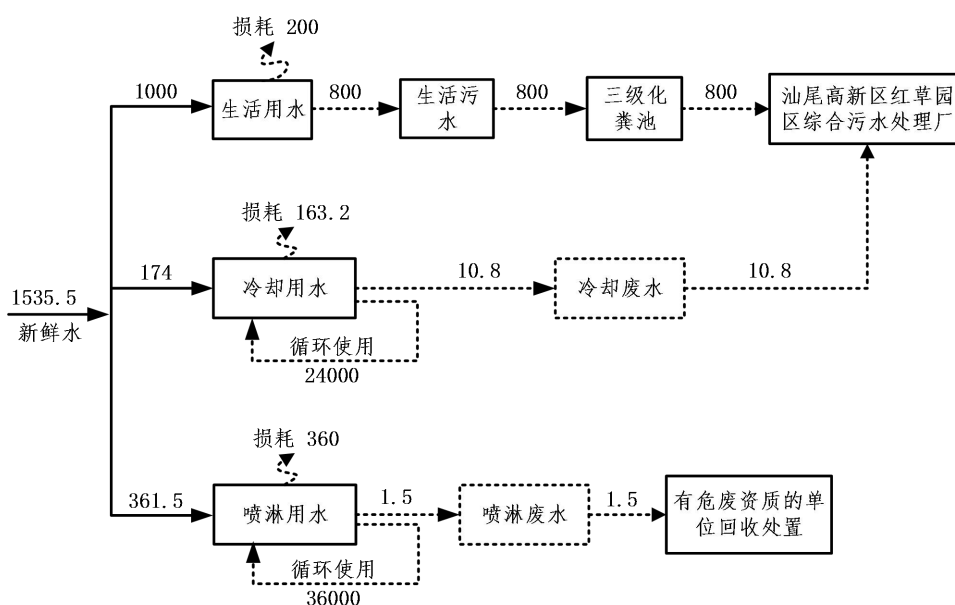 损耗 200
1000
生活用水
800
生活污
水
800
三级化
粪池
800
汕尾高新区红草园
区综合污水处理厂
损耗 163.2
174
冷却用水
10.8
冷却废水
10.8
1535.5
新鲜水
循环使用
24000
损耗 360
361.5
喷淋用水
1.5
喷淋废水
1.5
有危废资质的单
位回收处置
循环使用
36000